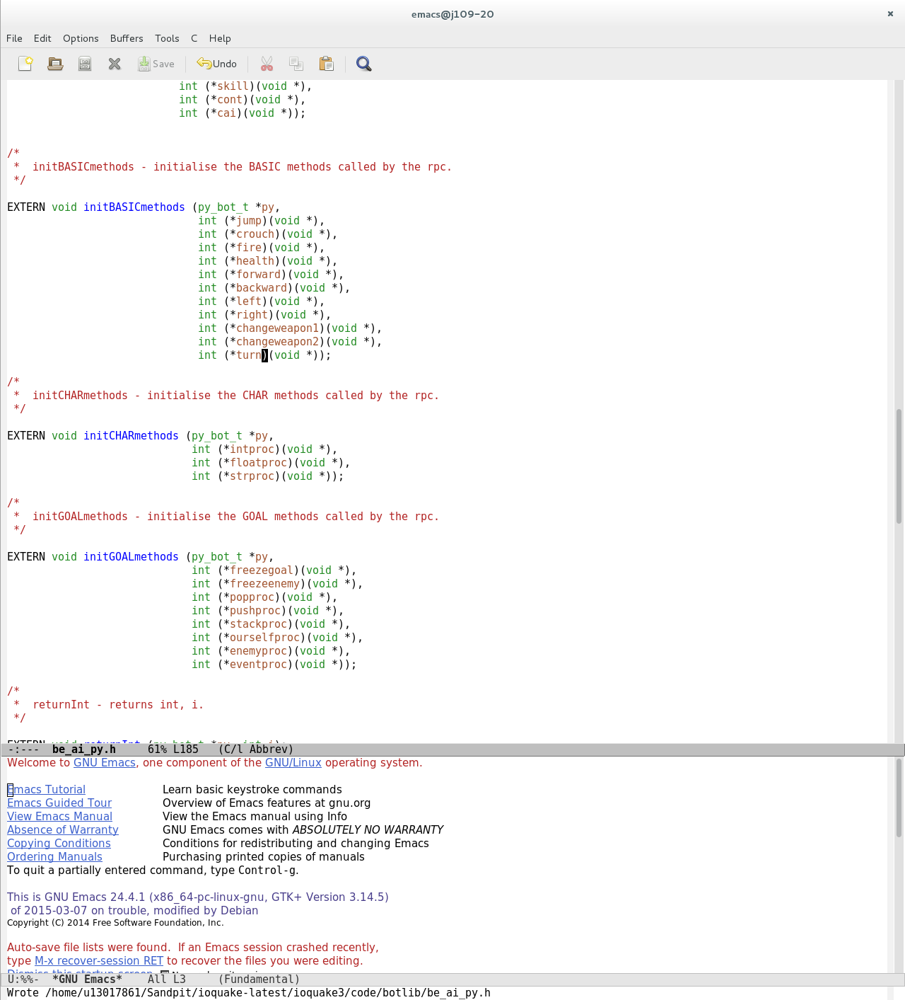 emacs@j109-20
File Edit Options Buffers Tools C Help
Save Undo
int (*skill)(void *),
int (*cont)(void *),
int (*cai)(void *));
/*
 *  initBASICmethods - initialise the BASIC methods called by the rpc.
 */
EXTERN void initBASICmethods (py_bot_t *py,
int (*jump)(void *),
int (*crouch)(void *),
int (*fire)(void *),
int (*health)(void *),
int (*forward)(void *),
int (*backward)(void *),
int (*left)(void *),
int (*right)(void *),
int (*changeweapon1)(void *),
int (*changeweapon2)(void *),
int (*turn)(void *));
/*
 *  initCHARmethods - initialise the CHAR methods called by the rpc.
 */
EXTERN void initCHARmethods (py_bot_t *py,
int (*intproc)(void *),
int (*floatproc)(void *),
int (*strproc)(void *));
/*
 *  initGOALmethods - initialise the GOAL methods called by the rpc.
 */
EXTERN void initGOALmethods (py_bot_t *py,
int (*freezegoal)(void *),
int (*freezeenemy)(void *),
int (*popproc)(void *),
int (*pushproc)(void *),
int (*stackproc)(void *),
int (*ourselfproc)(void *),
int (*enemyproc)(void *),
int (*eventproc)(void *));
/*
 *  returnInt - returns int, i.
 */
EXTERN void returnInt (py_bot_t *py, int i);
-:---  be_ai_py.h     61% L185   (C/l Abbrev)
Welcome to GNU Emacs, one component of the GNU/Linux operating system.
Emacs Tutorial Learn basic keystroke commands
Emacs Guided Tour Overview of Emacs features at gnu.org
View Emacs Manual View the Emacs manual using Info
Absence of Warranty GNU Emacs comes with ABSOLUTELY NO WARRANTY
Copying Conditions Conditions for redistributing and changing Emacs
Ordering Manuals Purchasing printed copies of manuals
To quit a partially entered command, type Control-g.
This is GNU Emacs 24.4.1 (x86_64-pc-linux-gnu, GTK+ Version 3.14.5)
 of 2015-03-07 on trouble, modified by Debian
Copyright (C) 2014 Free Software Foundation, Inc.
Auto-save file lists were found.  If an Emacs session crashed recently,
type M-x recover-session RET to recover the files you were editing.
Dismiss this startup screen
U:%%-  *GNU Emacs*    All L3     (Fundamental)
Wrote /home/u13017861/Sandpit/ioquake-latest/ioquake3/code/botlib/be_ai_py.h